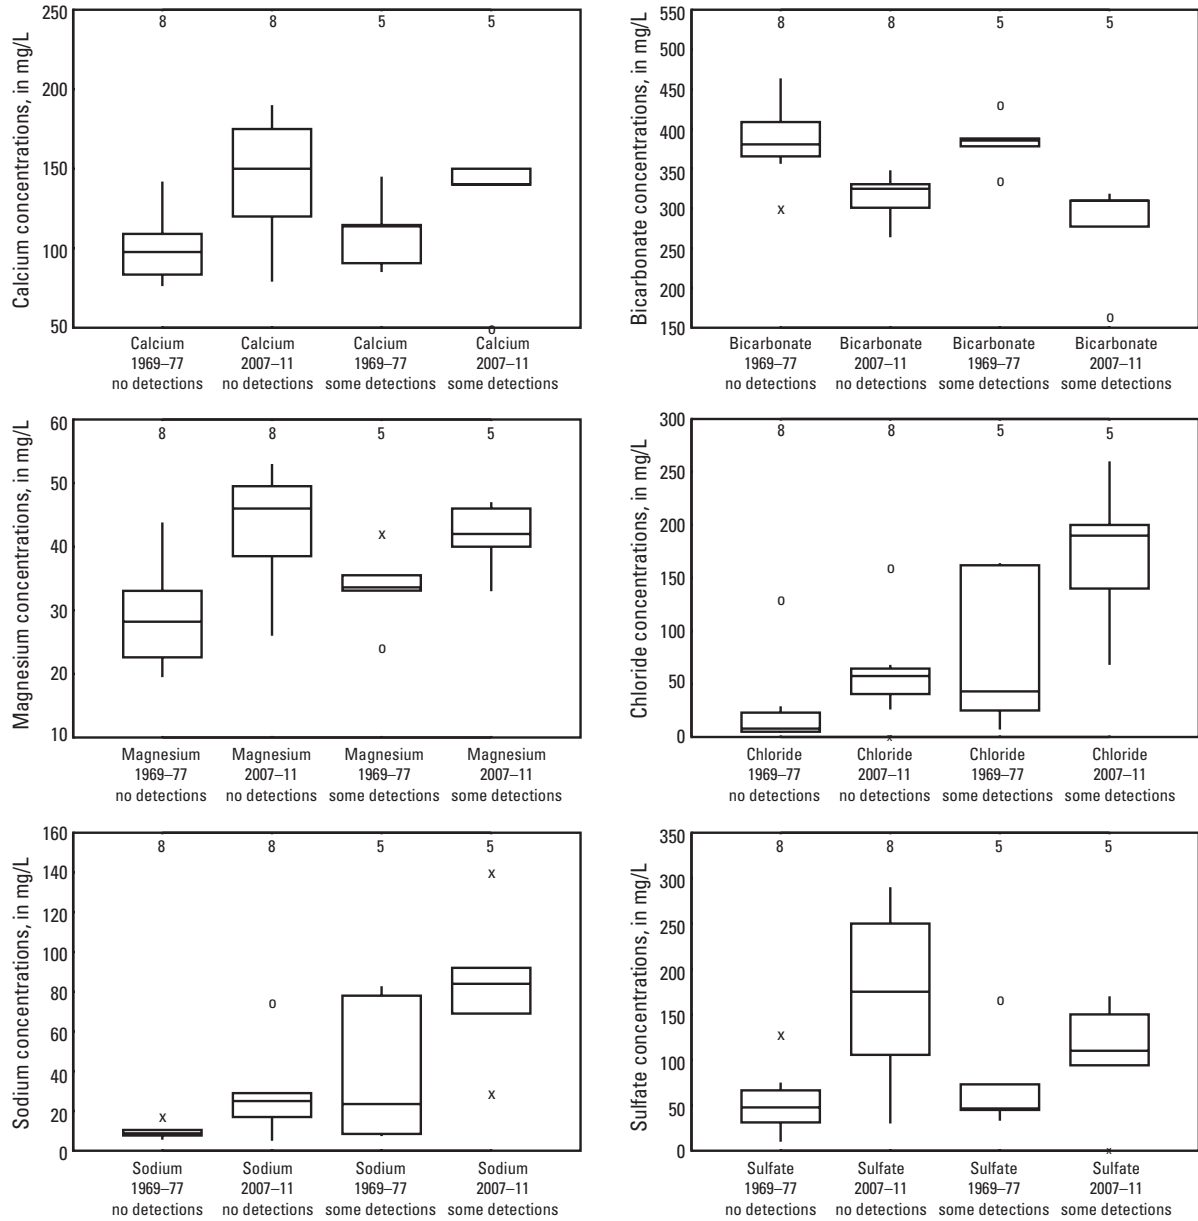 Calcium concentrations, in mg/L
250
200
150
100
50
8
8
5
5
x
x
o
Calcium
1969–77
no detections
Calcium
2007–11
no detections
Calcium
1969–77
some detections
Calcium
2007–11
some detections
Bicarbonate concentrations, in mg/L
550
500
450
400
350
300
250
200
150
8
8
5
5
x
o
o
o
Bicarbonate
1969–77
no detections
Bicarbonate
2007–11
no detections
Bicarbonate
1969–77
some detections
Bicarbonate
2007–11
some detections
Magnesium concentrations, in mg/L
60
50
40
30
20
10
8
8
5
5
x
o
Magnesium
1969–77
no detections
Magnesium
2007–11
no detections
Magnesium
1969–77
some detections
Magnesium
2007–11
some detections
Chloride concentrations, in mg/L
300
250
200
150
100
50
0
8
8
5
5
o
o
x
Chloride
1969–77
no detections
Chloride
2007–11
no detections
Chloride
1969–77
some detections
Chloride
2007–11
some detections
Sodium concentrations, in mg/L
160
140
120
100
80
60
40
20
0
8
8
5
5
x
o
x
x
Sodium
1969–77
no detections
Sodium
2007–11
no detections
Sodium
1969–77
some detections
Sodium
2007–11
some detections
Sulfate concentrations, in mg/L
350
300
250
200
150
100
50
0
8
8
5
5
x
o
x
Sulfate
1969–77
no detections
Sulfate
2007–11
no detections
Sulfate
1969–77
some detections
Sulfate
2007–11
some detections